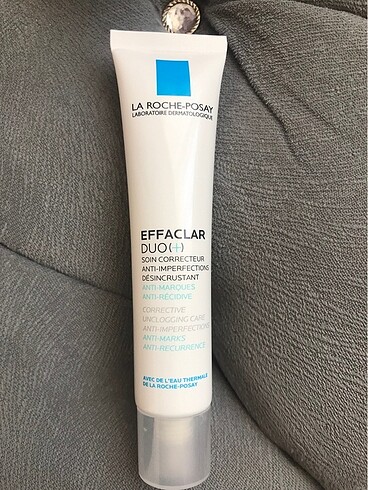 LA ROCHE-POSAY
LABORATOIRE DERMATOLOGIQUE
EFFACLAR
DUO(+)
SOIN CORRECTEUR
ANTI-IMPERFECTIONS
DÉSINCRUSTANT
ANTI-MARQUES
ANTI-RÉCIDIVE
CORRECTIVE
UNCLOGGING CARE
ANTI-IMPERFECTIONS
ANTI-MARKS
ANTI-RECURRENCE
AVEC DE L'EAU THERMALE
DE LA ROCHE-POSAY